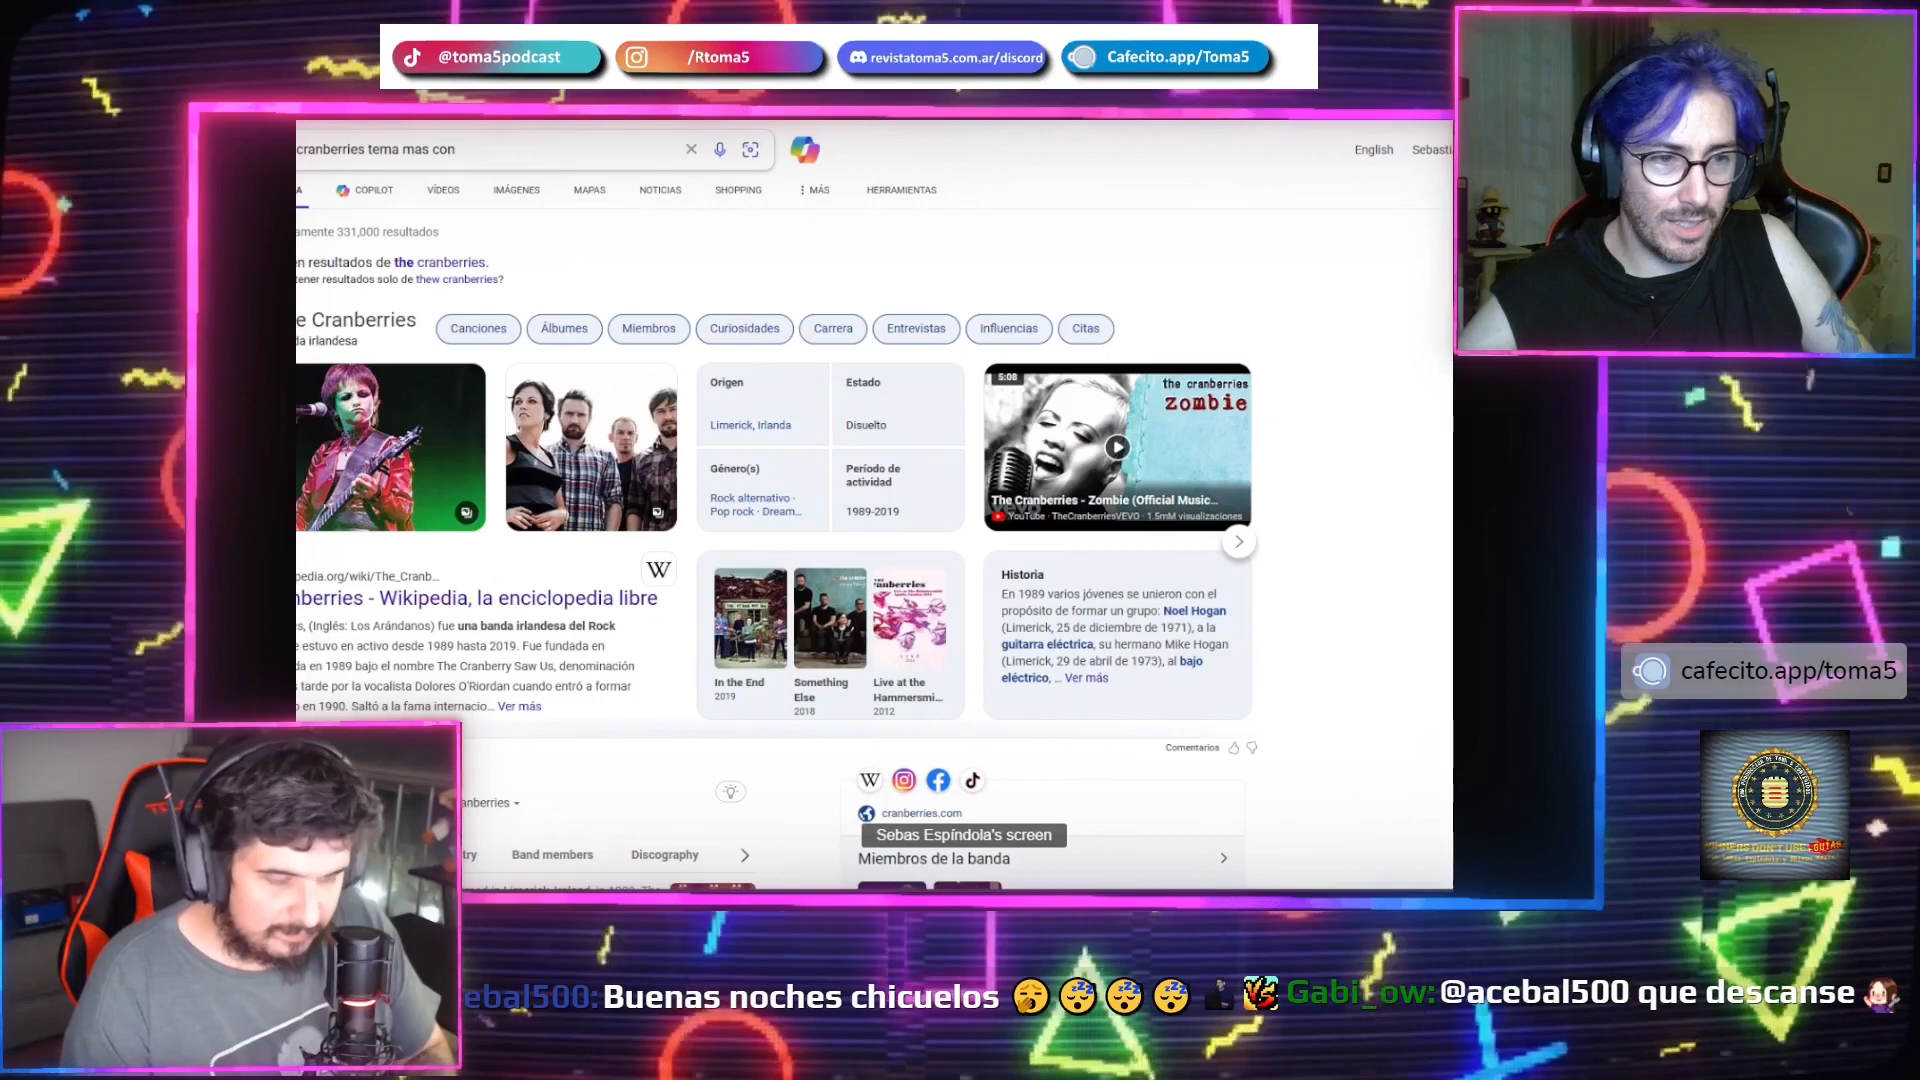 @toma5podcast
/Rtoma5
revistatoma5.com.ar/discord
Cafecito.app/Toma5
cranberries tema mas con
English
Sebasti
A
COPILOT
VÍDEOS
IMÁGENES
MAPAS
NOTICIAS
SHOPPING
MÁS
HERRAMIENTAS
amente 331,000 resultados
en resultados de the cranberries.
tener resultados solo de thew cranberries?
e Cranberries
da irlandesa
Canciones
Álbumes
Miembros
Curiosidades
Carrera
Entrevistas
Influencias
Citas
Origen
Limerick, Irlanda
Estado
Disuelto
Género(s)
Rock alternativo ·
Pop rock · Dream...
Período de
actividad
1989-2019
5:08
the cranberries
zombie
The Cranberries - Zombie (Official Music...
YouTube · TheCranberriesVEVO · 1.5mM visualizaciones
pedia.org/wiki/The_Cranb...
W
nberries - Wikipedia, la enciclopedia libre
s, (Inglés: Los Arándanos) fue una banda irlandesa del Rock
e estuvo en activo desde 1989 hasta 2019. Fue fundada en
da en 1989 bajo el nombre The Cranberry Saw Us, denominación
s tarde por la vocalista Dolores O'Riordan cuando entró a formar
o en 1990. Saltó a la fama internacio... Ver más
In the End
2019
Something
Else
2018
Live at the
Hammersmi...
2012
Historia
En 1989 varios jóvenes se unieron con el
propósito de formar un grupo: Noel Hogan
(Limerick, 25 de diciembre de 1971), a la
guitarra eléctrica, su hermano Mike Hogan
(Limerick, 29 de abril de 1973), al bajo
eléctrico, ... Ver más
Comentarios
anberries
W
cranberries.com
Sebas Espíndola's screen
try
Band members
Discography
Miembros de la banda
cafecito.app/toma5
ebal500: Buenas noches chicuelos
Gabi_ow: @acebal500 que descanse